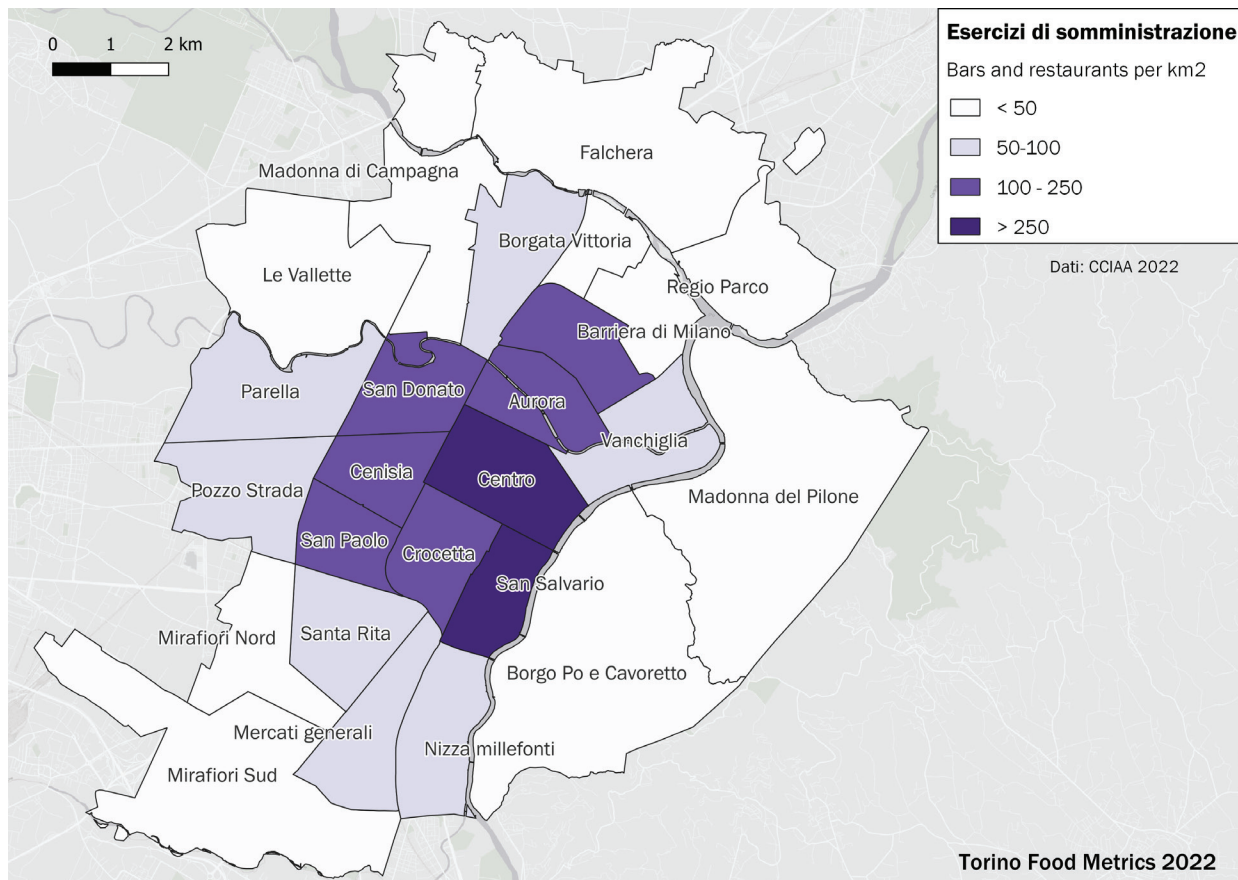 0 1 2 km
Esercizi di somministrazione
Bars and restaurants per km2
< 50
50-100
100 - 250
> 250
Dati: CCIAA 2022
Falchera
Madonna di Campagna
Borgata Vittoria
Le Vallette
Regio Parco
Barriera di Milano
Parella
San Donato
Aurora
Vanchiglia
Cenisia
Centro
Pozzo Strada
Madonna del Pilone
San Paolo
Crocetta
San Salvario
Mirafiori Nord
Santa Rita
Borgo Po e Cavoretto
Mercati generali
Nizza millefonti
Mirafiori Sud
Torino Food Metrics 2022